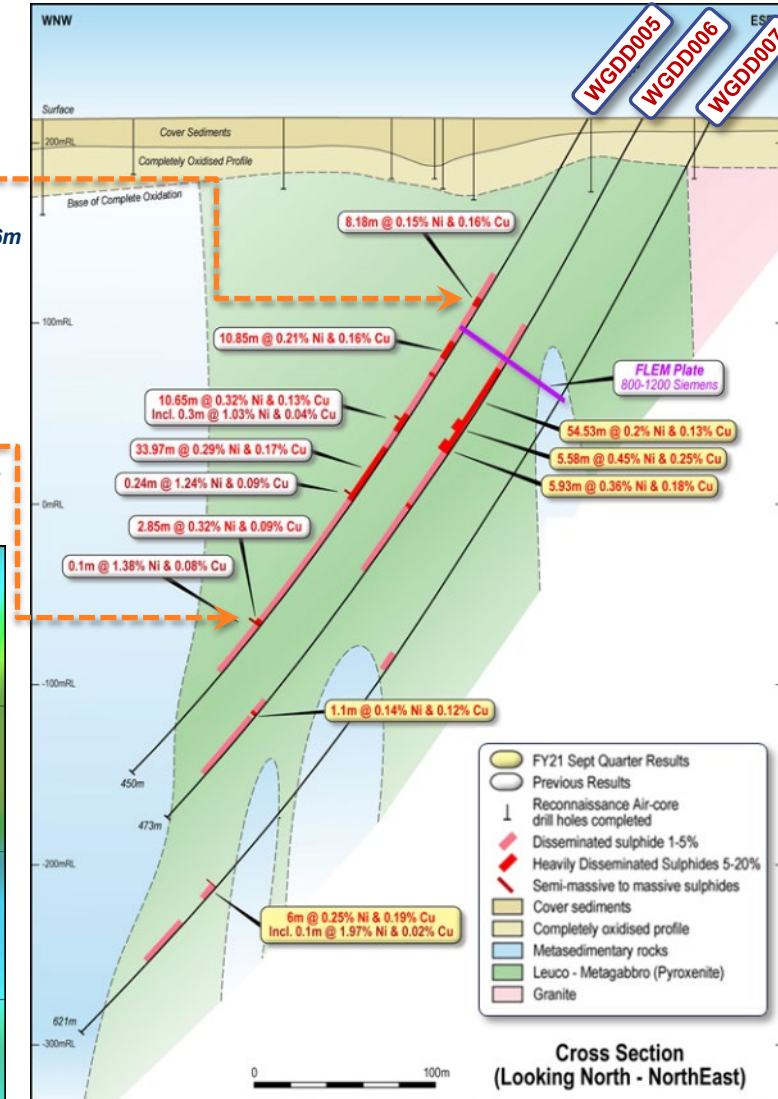 WNW
WGDD005
WGDD006
WGDD007
Surface
Cover Sediments
200mRL
Completely Oxidised Profile
Base of Complete Oxidation
8.18m @ 0.15% Ni & 0.16% Cu
100mRL
10.85m @ 0.21% Ni & 0.16% Cu
FLEM Plate
800-1200 Siemens
10.65m @ 0.32% Ni & 0.13% Cu
Incl. 0.3m @ 1.03% Ni & 0.04% Cu
54.53m @ 0.2% Ni & 0.13% Cu
33.97m @ 0.29% Ni & 0.17% Cu
5.58m @ 0.45% Ni & 0.25% Cu
0.24m @ 1.24% Ni & 0.09% Cu
5.93m @ 0.36% Ni & 0.18% Cu
0mRL
2.85m @ 0.32% Ni & 0.09% Cu
0.1m @ 1.38% Ni & 0.08% Cu
-100mRL
1.1m @ 0.14% Ni & 0.12% Cu
450m
473m
-200mRL
6m @ 0.25% Ni & 0.19% Cu
Incl. 0.1m @ 1.97% Ni & 0.02% Cu
621m
-300mRL
FY21 Sept Quarter Results
Previous Results
Reconnaissance Air-core
drill holes completed
Disseminated sulphide 1-5%
Heavily Disseminated Sulphides 5-20%
Semi-massive to massive sulphides
Cover sediments
Completely oxidised profile
Metasedimentary rocks
Leuco - Metagabbro (Pyroxenite)
Granite
0 100m
Cross Section
(Looking North - NorthEast)